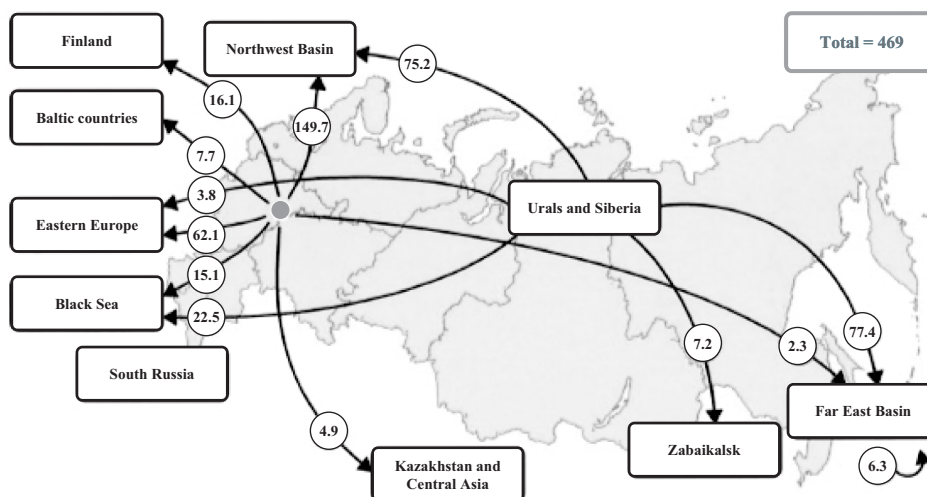 Finland
Northwest Basin
Total = 469
75.2
16.1
Baltic countries
149.7
7.7
3.8
Eastern Europe
Urals and Siberia
62.1
15.1
Black Sea
22.5
77.4
7.2
2.3
South Russia
Far East Basin
4.9
Zabaikalsk
Kazakhstan and
Central Asia
6.3